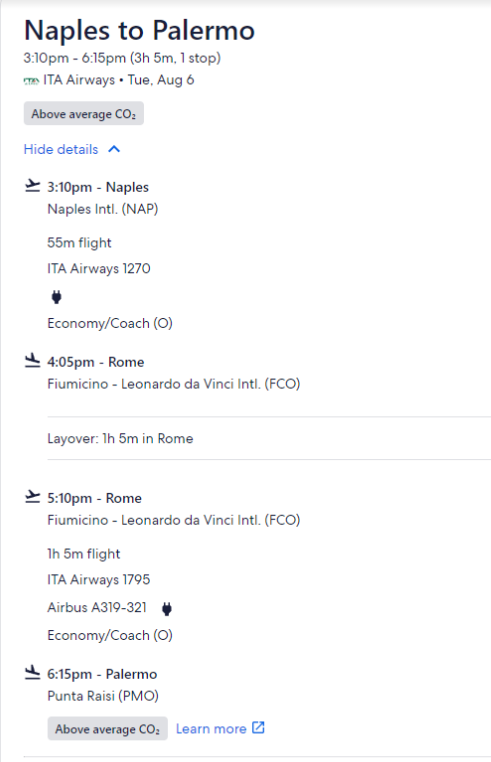 Naples to Palermo
3:10pm - 6:15pm (3h 5m, 1 stop)
ITA Airways • Tue, Aug 6
Above average CO₂
Hide details
3:10pm - Naples
Naples Intl. (NAP)
55m flight
ITA Airways 1270
Economy/Coach (O)
4:05pm - Rome
Fiumicino - Leonardo da Vinci Intl. (FCO)
Layover: 1h 5m in Rome
5:10pm - Rome
Fiumicino - Leonardo da Vinci Intl. (FCO)
1h 5m flight
ITA Airways 1795
Airbus A319-321
Economy/Coach (O)
6:15pm - Palermo
Punta Raisi (PMO)
Above average CO₂ Learn more